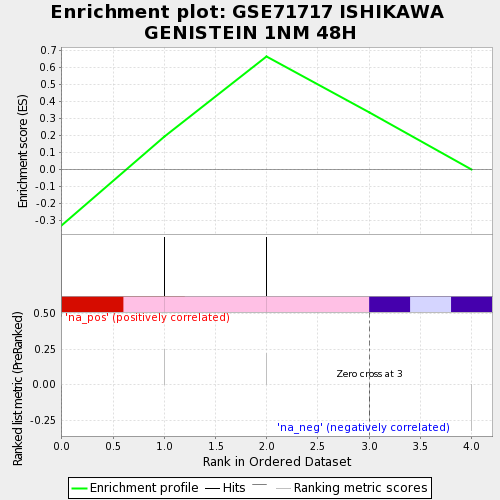 Enrichment plot: GSE71717 ISHIKAWA
GENISTEIN 1NM 48H
Enrichment score (ES)
0.7
0.6
0.5
0.4
0.3
0.2
0.1
0.0
-0.1
-0.2
-0.3
Ranked list metric (PreRanked)
0.50
0.25
0.00
-0.25
'na_pos' (positively correlated)
Zero cross at 3
'na_neg' (negatively correlated)
0.0 0.5 1.0 1.5 2.0 2.5 3.0 3.5 4.0
Rank in Ordered Dataset
Enrichment profile Hits Ranking metric scores